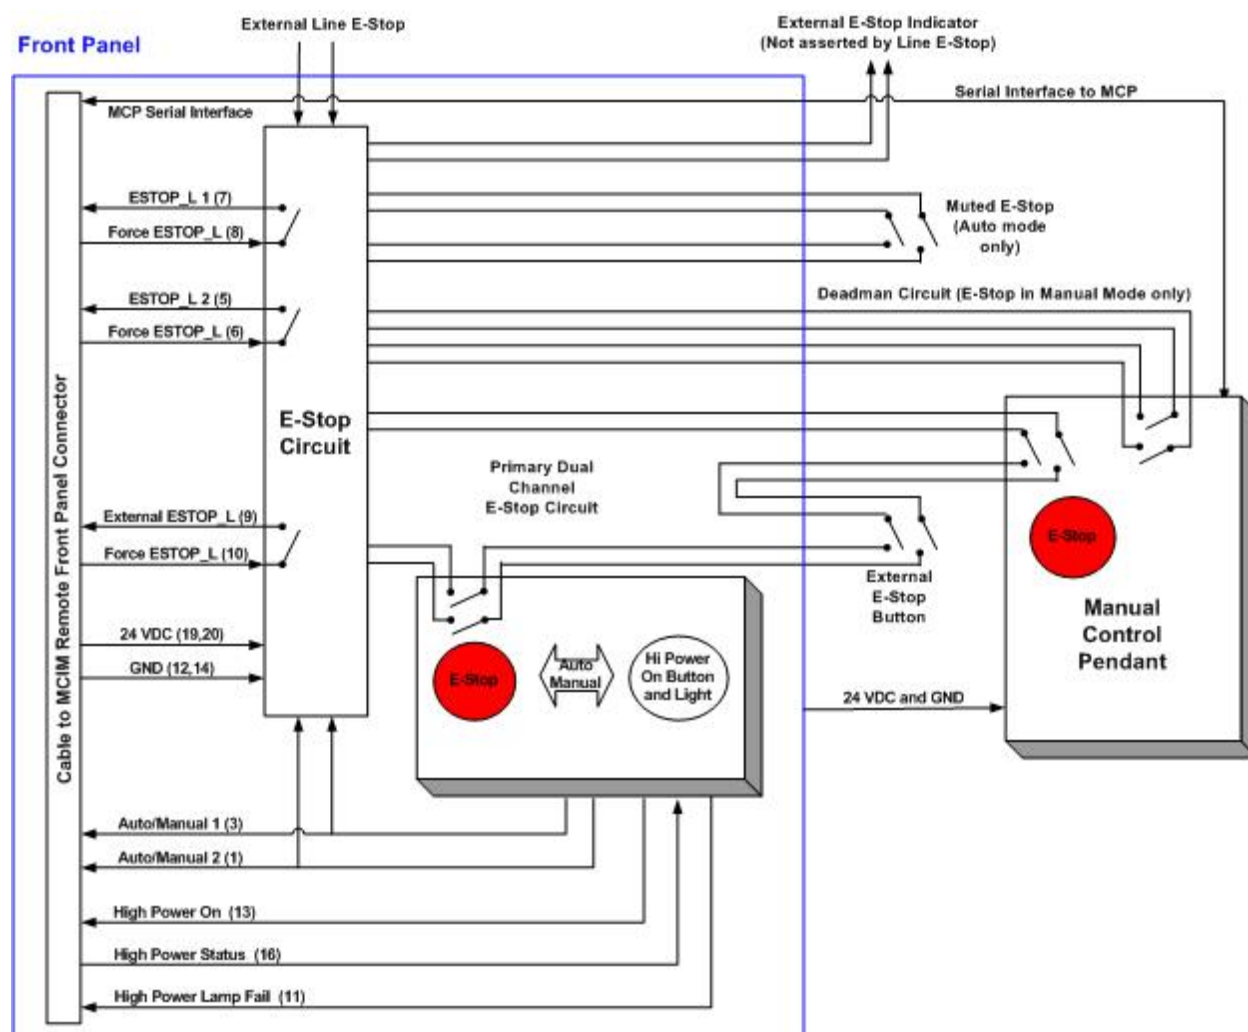 External Line E-Stop
External E-Stop Indicator
(Not asserted by Line E-Stop)
Front Panel
Serial Interface to MCP
MCP Serial Interface
ESTOP_L 1 (7)
Force ESTOP_L (8)
Muted E-Stop
(Auto mode
only)
ESTOP_L 2 (5)
Force ESTOP_L (6)
Deadman Circuit (E-Stop in Manual Mode only)
E-Stop
Circuit
Primary Dual
Channel
E-Stop Circuit
External ESTOP_L (9)
Force ESTOP_L (10)
External
E-Stop
Button
E-Stop
Manual
Control
Pendant
24 VDC (19,20)
GND (12,14)
E-Stop
Auto
Manual
Hi Power
On Button
and Light
24 VDC and GND
Cable to MCIM Remote Front Panel Connector
Auto/Manual 1 (3)
Auto/Manual 2 (1)
High Power On (13)
High Power Status (16)
High Power Lamp Fail (11)